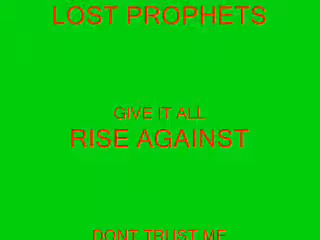 LOST PROPHETS
GIVE IT ALL
RISE AGAINST
DONT TRUST ME